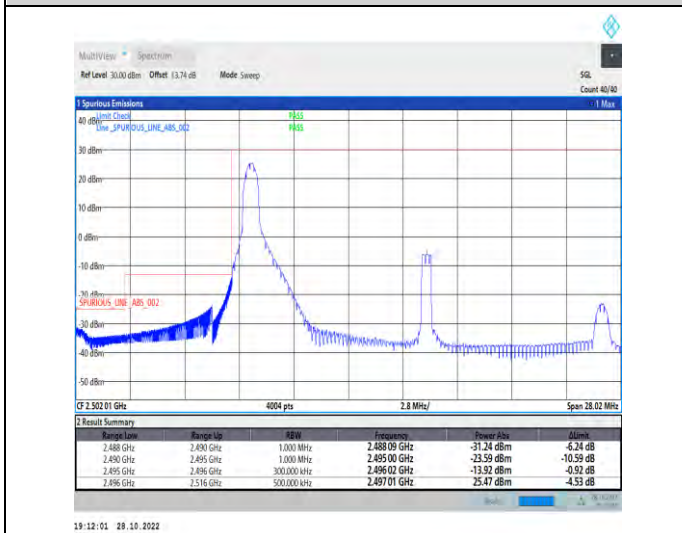 MultiView Spectrum
Ref Level 30.00 dBm Offset 13.74 dB Mode Sweep SGL
Count 40/40
1 Spurious Emissions 1 Max
40 dBm Limit Check PASS
Line _SPURIOUS_LINE_ABS_002 PASS
30 dBm
20 dBm
10 dBm
0 dBm
-10 dBm
-20 dBm
_SPURIOUS_LINE_ABS_002
-30 dBm
-40 dBm
-50 dBm
CF 2.502 01 GHz 4004 pts 2.8 MHz/ Span 28.02 MHz
2 Result Summary
Range Low Range Up RBW Frequency Power Abs ΔLimit
2.488 GHz 2.490 GHz 1.000 MHz 2.488 09 GHz -31.24 dBm -6.24 dB
2.490 GHz 2.495 GHz 1.000 MHz 2.495 00 GHz -23.59 dBm -10.59 dB
2.495 GHz 2.496 GHz 300.000 kHz 2.496 02 GHz -13.92 dBm -0.92 dB
2.496 GHz 2.516 GHz 500.000 kHz 2.497 01 GHz 25.47 dBm -4.53 dB
19:12:01 28.10.2022